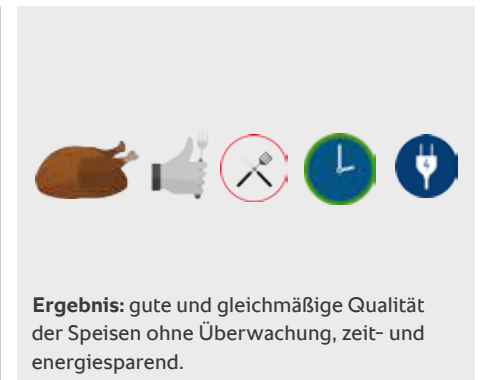 Ergebnis: gute und gleichmäßige Qualität
der Speisen ohne Überwachung, zeit- und
energiesparend.